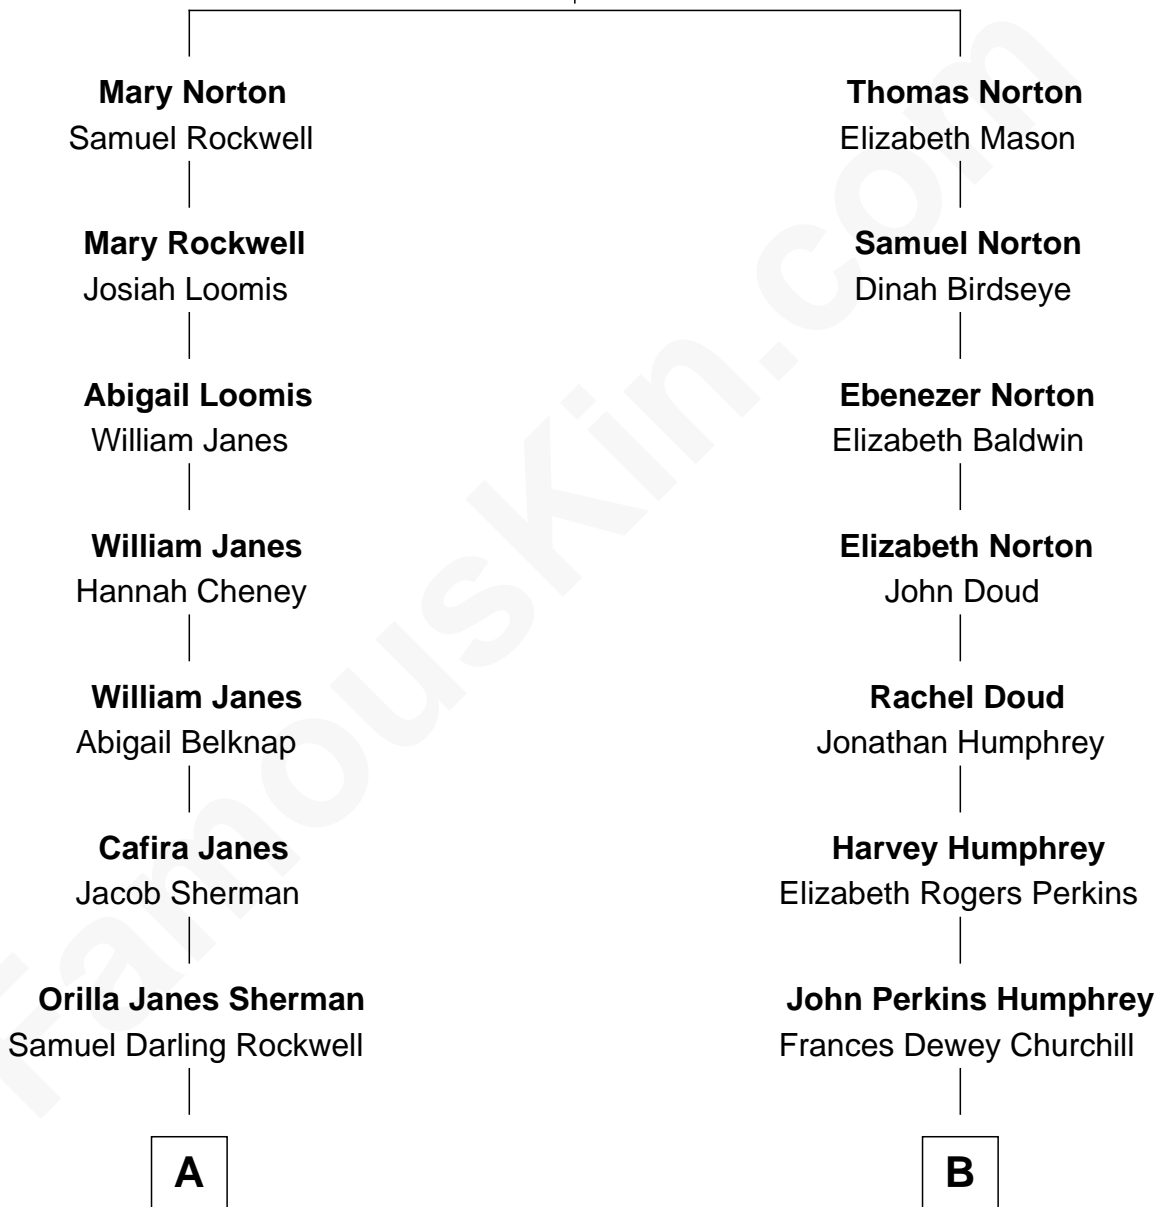 Mary Norton
Samuel Rockwell
Mary Rockwell
Josiah Loomis
Abigail Loomis
William Janes
William Janes
Hannah Cheney
William Janes
Abigail Belknap
Cafira Janes
Jacob Sherman
Orilla Janes Sherman
Samuel Darling Rockwell
A
Thomas Norton
Elizabeth Mason
Samuel Norton
Dinah Birdseye
Ebenezer Norton
Elizabeth Baldwin
Elizabeth Norton
John Doud
Rachel Doud
Jonathan Humphrey
Harvey Humphrey
Elizabeth Rogers Perkins
John Perkins Humphrey
Frances Dewey Churchill
B
FamousKin.com